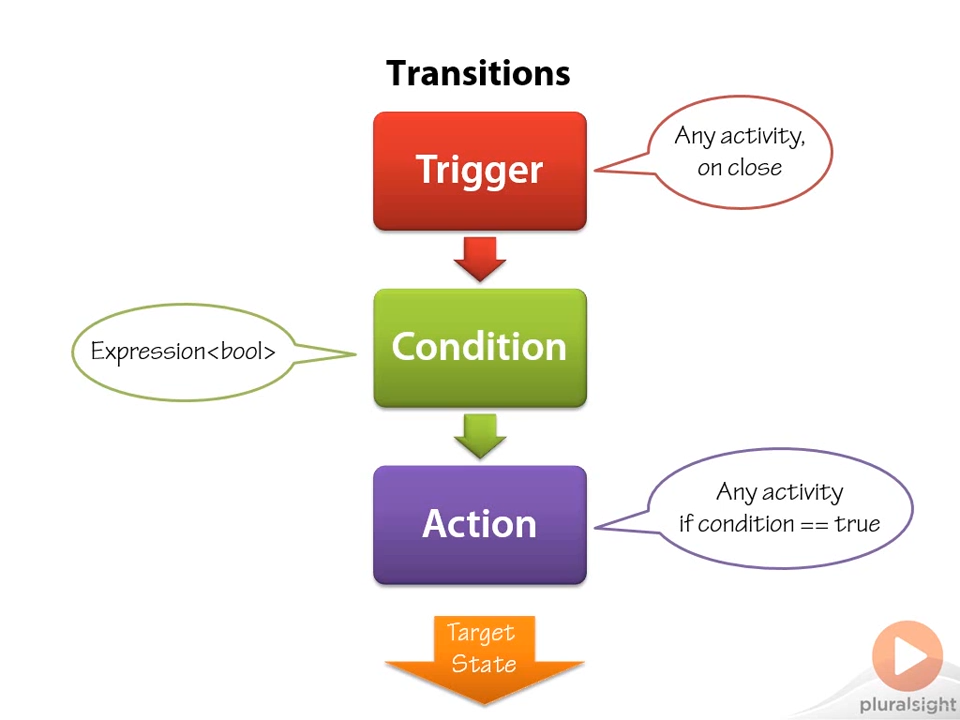 Transitions
Trigger
Any activity,
on close
Condition
Expression<bool>
Action
Any activity
if condition == true
Target
State
pluralsight